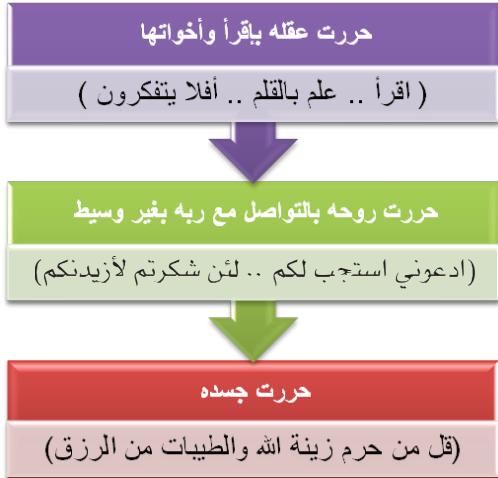 حررت عقله بإقرأ وأخواتها
( اقرأ .. علم بالقلم .. أفلا يتفكرون )
حررت روحه بالتواصل مع ربه بغير وسيط
(ادعوني استجب لكم .. لئن شكرتم لأزيدنكم)
حررت جسده
(قل من حرم زينة الله والطيبات من الرزق)